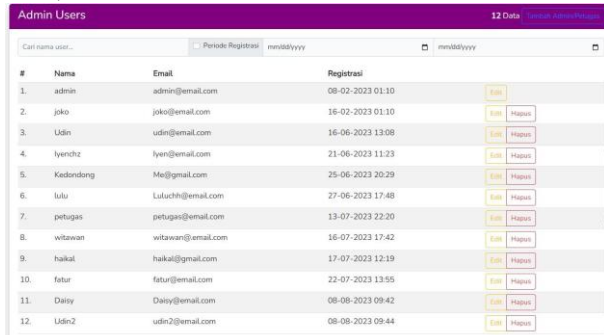 Admin Users 12 Data Tambah Admin/Petugas
Cari nama user... Periode Registrasi mm/dd/yyyy mm/dd/yyyy
# Nama Email Registrasi
1. admin admin@email.com 08-02-2023 01:10 Edit
2. joko joko@email.com 16-02-2023 01:10 Edit Hapus
3. Udin udin@email.com 16-06-2023 13:08 Edit Hapus
4. lyenchz lyen@email.com 21-06-2023 11:23 Edit Hapus
5. Kedondong Me@gmail.com 25-06-2023 20:29 Edit Hapus
6. lulu Luluchh@email.com 27-06-2023 17:48 Edit Hapus
7. petugas petugas@email.com 13-07-2023 22:20 Edit Hapus
8. witawan witawan@.email.com 16-07-2023 17:42 Edit Hapus
9. haikal haikal@gmail.com 17-07-2023 12:19 Edit Hapus
10. fatur fatur@email.com 22-07-2023 13:55 Edit Hapus
11. Daisy Daisy@email.com 08-08-2023 09:42 Edit Hapus
12. Udin2 udin2@email.com 08-08-2023 09:44 Edit Hapus